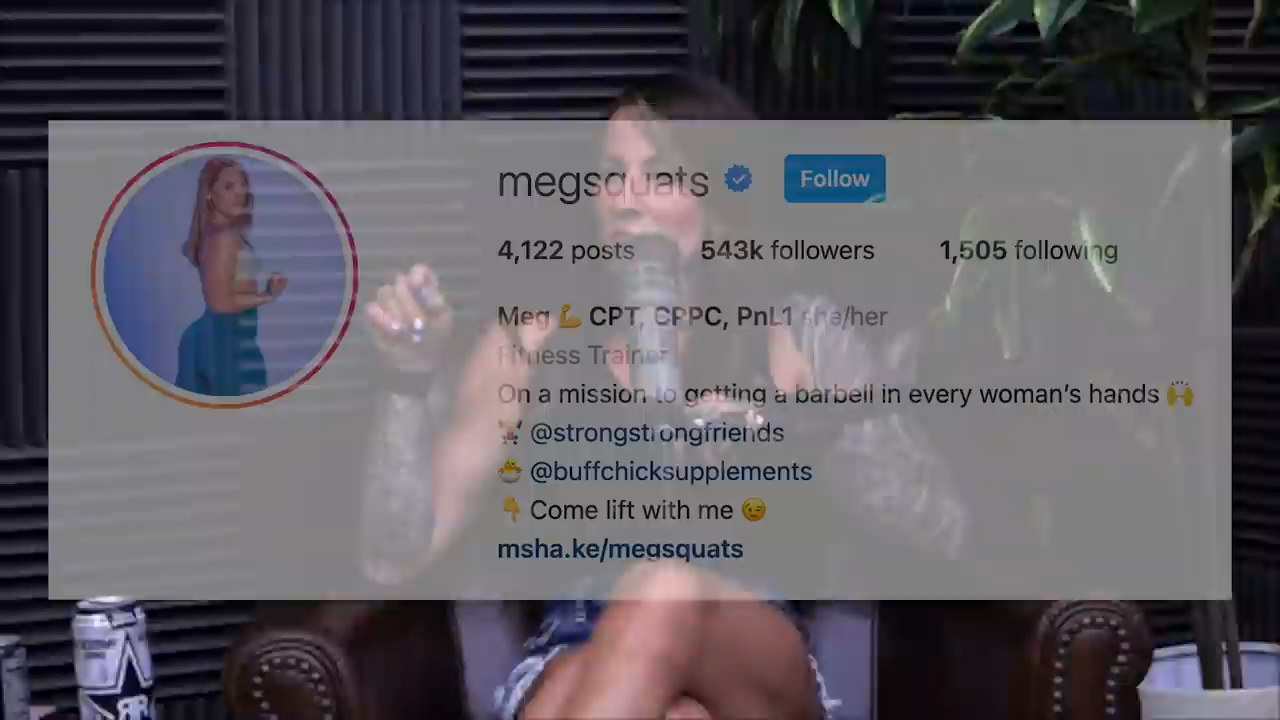 megsquats Follow
4,122 posts 543k followers 1,505 following
Meg 💪 CPT, CPPC, PnL1 she/her
Fitness Trainer
On a mission to getting a barbell in every woman's hands 🙌
🏋️ @strongstrongfriends
🐣 @buffchicksupplements
👇 Come lift with me 😉
msha.ke/megsquats